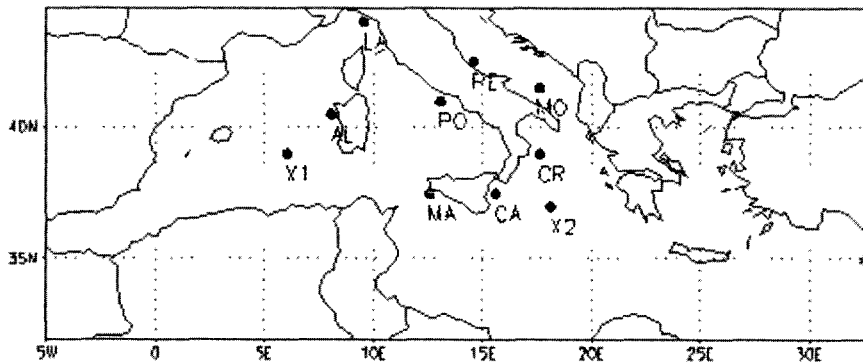 LA
PE
MO
PO
AL
40N
X1
CR
MA
CA
X2
35N
5W 0 5E 10E 15E 20E 25E 30E